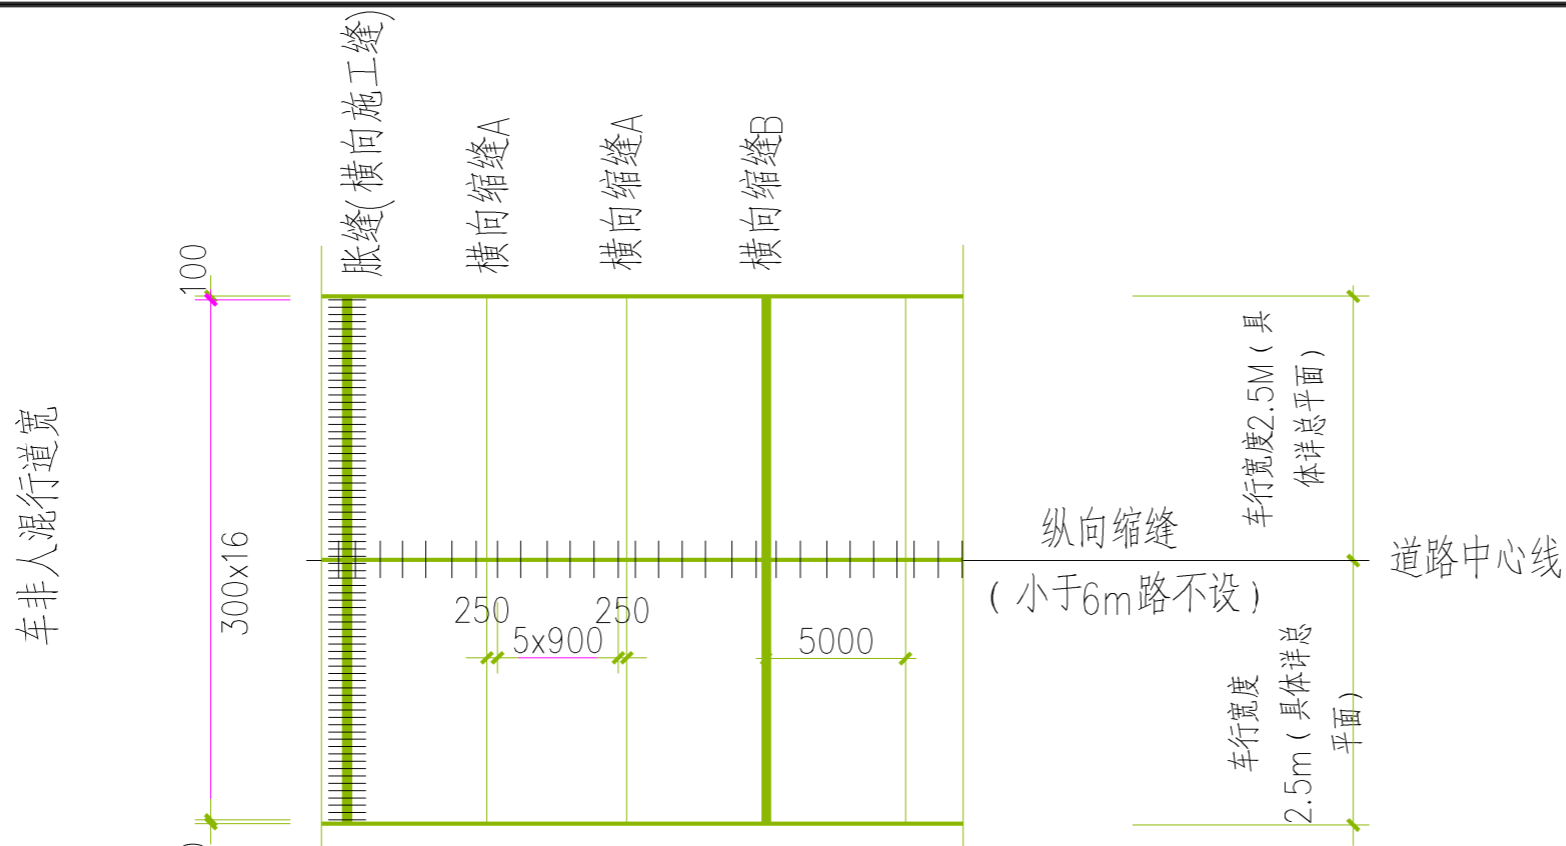 胀缝(横向施工缝)
横向缩缝A
横向缩缝A
横向缩缝B
100
车行宽度2.5M(具
体详总平面)
车非人混行道宽
300x16
纵向缩缝
(小于6m路不设)
道路中心线
250
250
5x900
5000
车行宽度
2.5m(具体详总
平面)